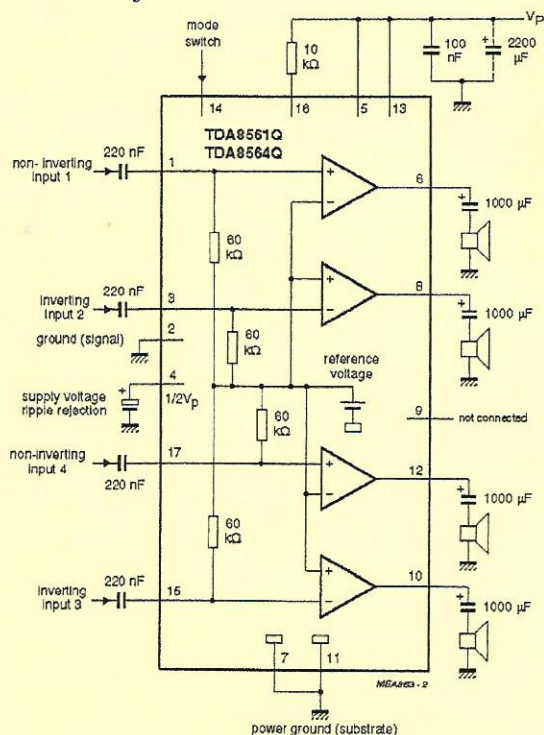 VP
mode
switch
10
kΩ
100
nF
2200
µF
14
16
5
13
TDA8561Q
TDA8564Q
non-inverting
input 1
220 nF
1
6
1000 µF
60
kΩ
inverting
input 2
220 nF
3
8
1000 µF
ground (signal)
2
60
kΩ
reference
voltage
supply voltage
ripple rejection
4
1/2Vp
60
kΩ
9
not connected
non-inverting
input 4
220 nF
17
12
1000 µF
60
kΩ
inverting
input 3
220 nF
15
10
1000 µF
7
11
MEA863 - 2
power ground (substrate)